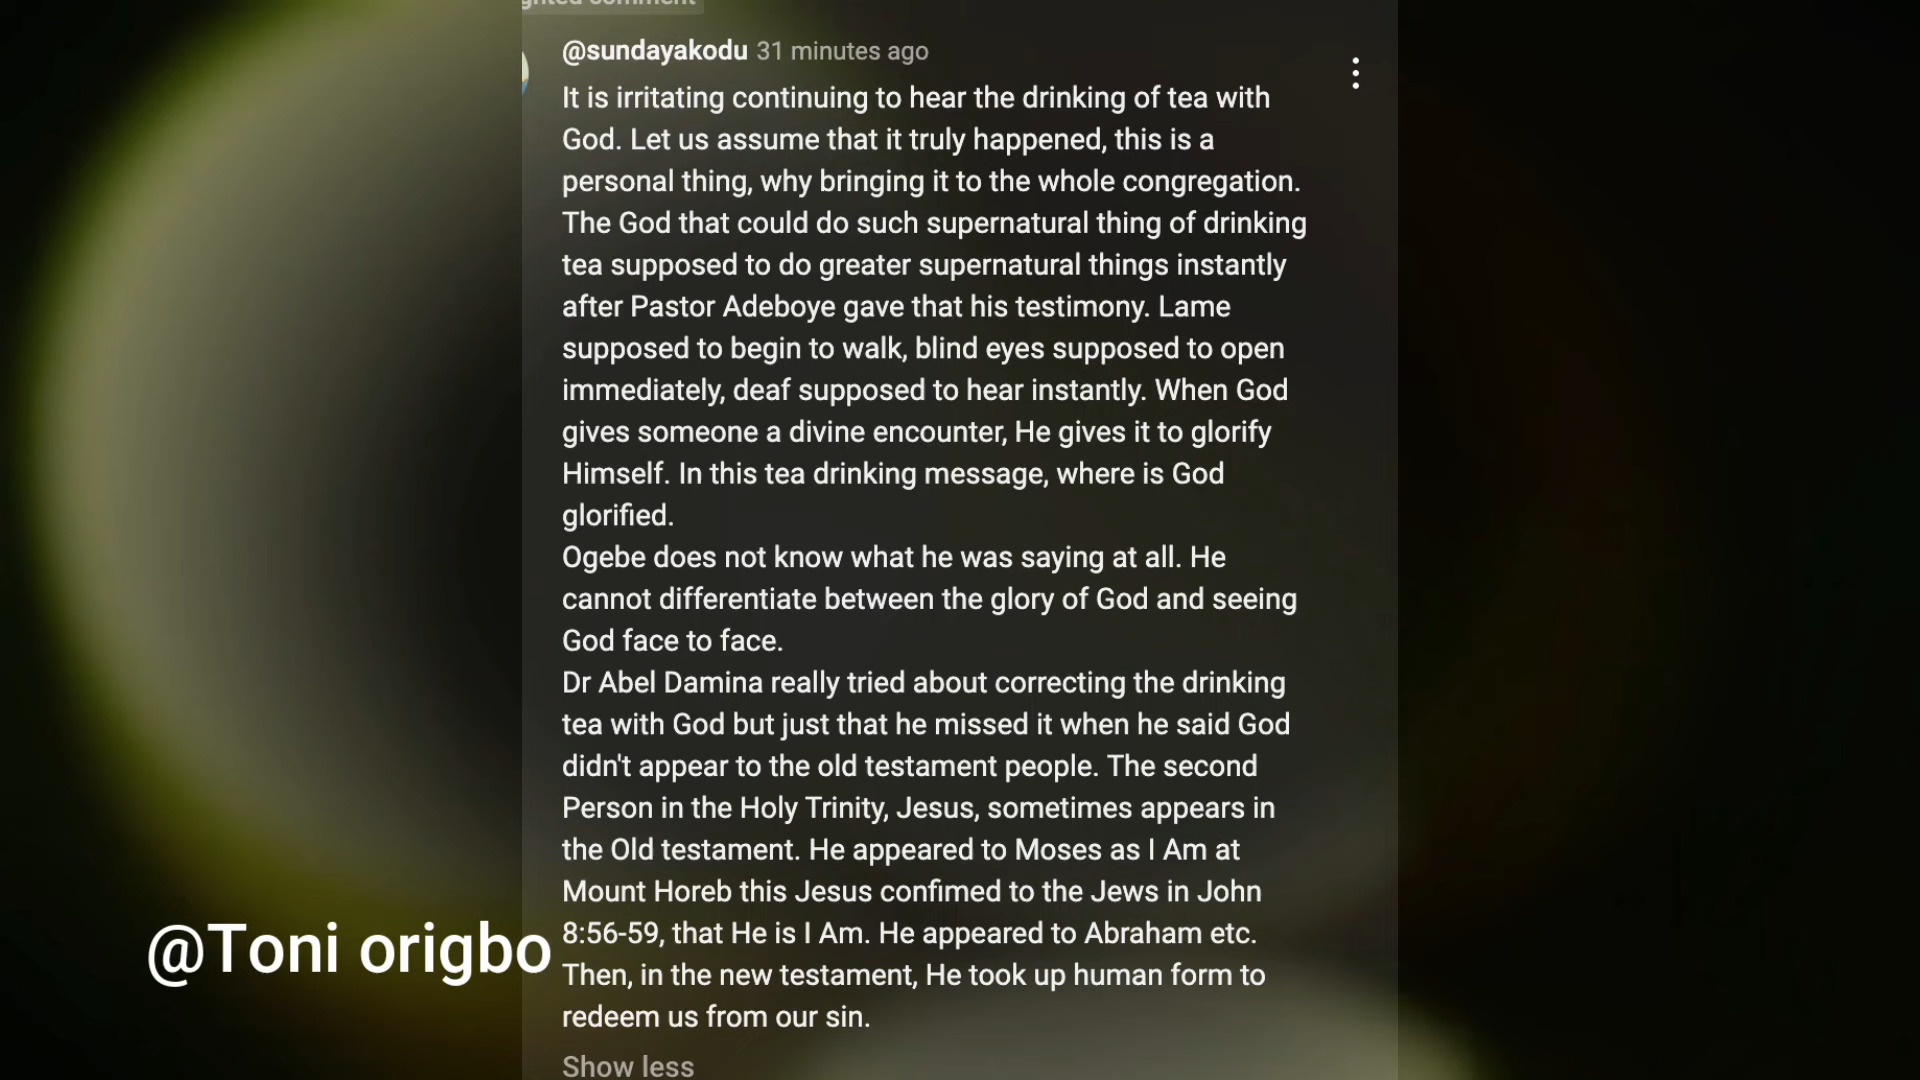 ghted comment
@sundayakodu 31 minutes ago
It is irritating continuing to hear the drinking of tea with
God. Let us assume that it truly happened, this is a
personal thing, why bringing it to the whole congregation.
The God that could do such supernatural thing of drinking
tea supposed to do greater supernatural things instantly
after Pastor Adeboye gave that his testimony. Lame
supposed to begin to walk, blind eyes supposed to open
immediately, deaf supposed to hear instantly. When God
gives someone a divine encounter, He gives it to glorify
Himself. In this tea drinking message, where is God
glorified.
Ogebe does not know what he was saying at all. He
cannot differentiate between the glory of God and seeing
God face to face.
Dr Abel Damina really tried about correcting the drinking
tea with God but just that he missed it when he said God
didn't appear to the old testament people. The second
Person in the Holy Trinity, Jesus, sometimes appears in
the Old testament. He appeared to Moses as I Am at
Mount Horeb this Jesus confimed to the Jews in John
8:56-59, that He is I Am. He appeared to Abraham etc.
Then, in the new testament, He took up human form to
redeem us from our sin.
Show less
@Toni origbo